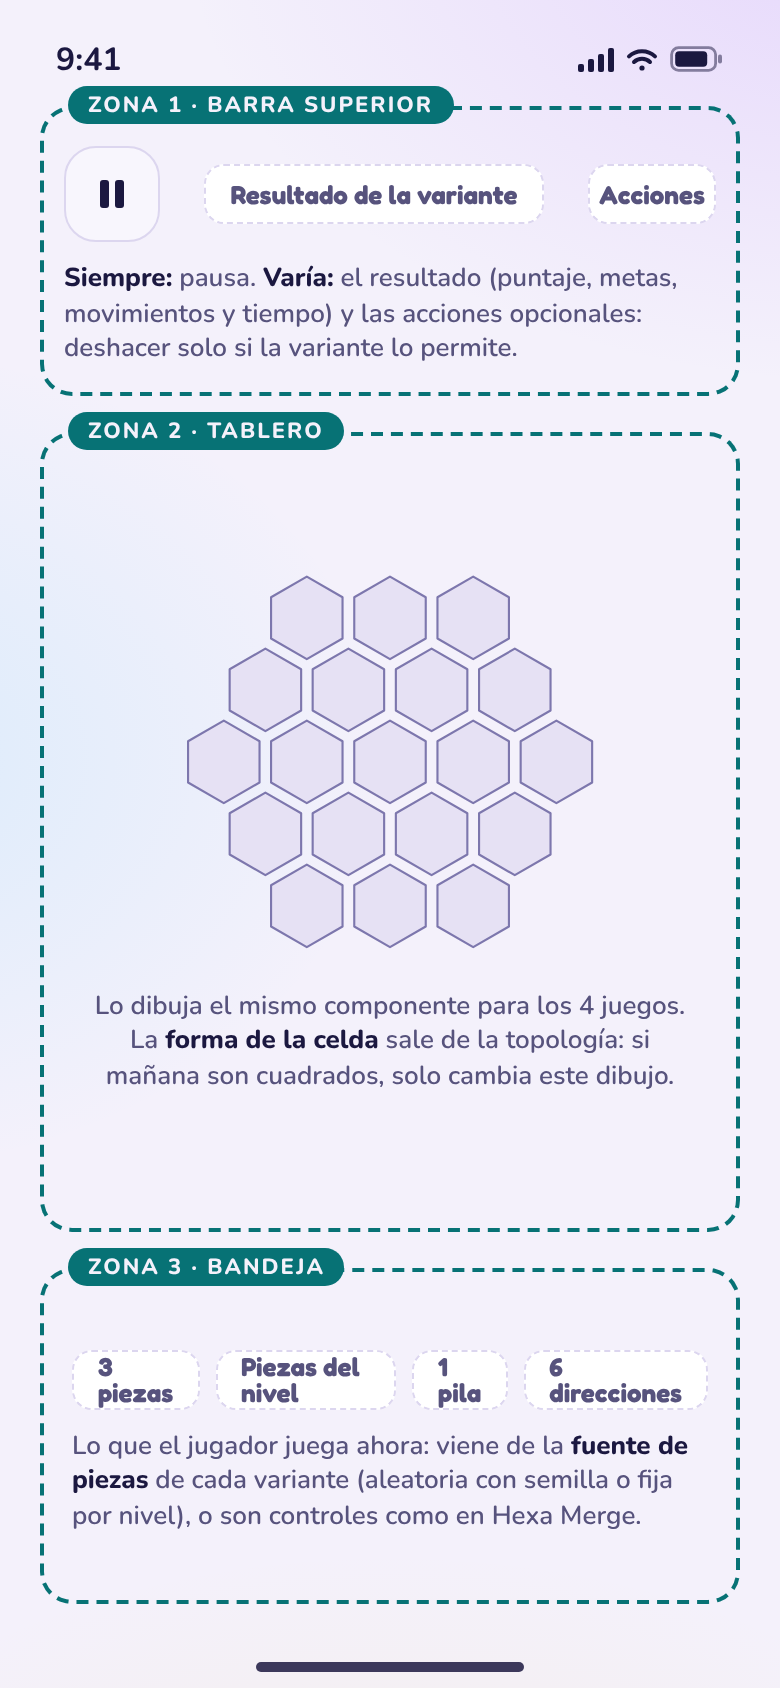 9:41
ZONA 1 · BARRA SUPERIOR
Resultado de la variante
Acciones
Siempre: pausa. Varía: el resultado (puntaje, metas,
movimientos y tiempo) y las acciones opcionales:
deshacer solo si la variante lo permite.
ZONA 2 · TABLERO
Lo dibuja el mismo componente para los 4 juegos.
La forma de la celda sale de la topología: si
mañana son cuadrados, solo cambia este dibujo.
ZONA 3 · BANDEJA
3
piezas
Piezas del
nivel
1
pila
6
direcciones
Lo que el jugador juega ahora: viene de la fuente de
piezas de cada variante (aleatoria con semilla o fija
por nivel), o son controles como en Hexa Merge.